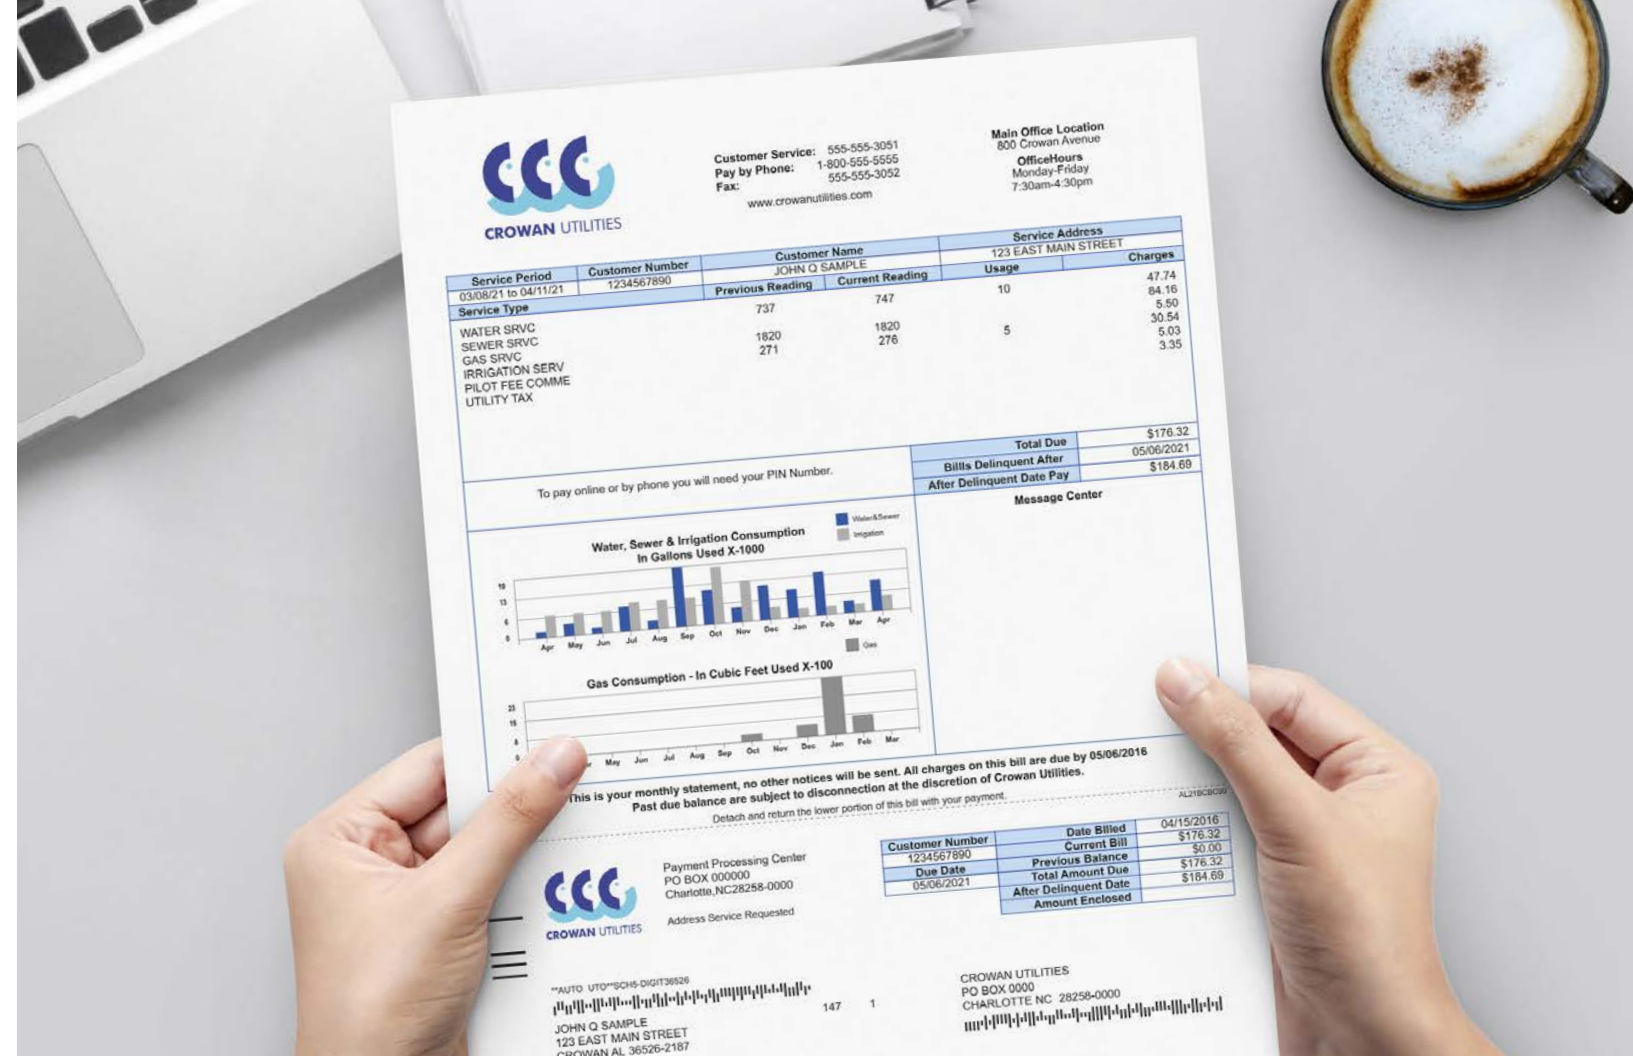 CCC
CROWAN UTILITIES
Customer Service: 555-555-3051
Pay by Phone: 1-800-555-5555
Fax: 555-555-3052
www.crowanutilities.com
Main Office Location
800 Crowan Avenue
OfficeHours
Monday-Friday
7:30am-4:30pm
Service Period Customer Number Customer Name Service Address
03/08/21 to 04/11/21 1234567890 JOHN Q SAMPLE 123 EAST MAIN STREET
Service Type Previous Reading Current Reading Usage Charges
WATER SRVC 737 747 10 47.74
SEWER SRVC 84.16
GAS SRVC 1820 1820 5.50
IRRIGATION SERV 271 276 5 30.54
PILOT FEE COMME 5.03
UTILITY TAX 3.35
To pay online or by phone you will need your PIN Number.
Total Due $176.32
Billls Delinquent After 05/06/2021
After Delinquent Date Pay $184.69
Message Center
Water, Sewer & Irrigation Consumption
In Gallons Used X-1000
Water&Sewer
Irrigation
13
6
0
Apr May Jun Jul Aug Sep Oct Nov Dec Jan Feb Mar Apr
Gas
Gas Consumption - In Cubic Feet Used X-100
8
0
May Jun Jul Aug Sep Oct Nov Dec Jan Feb Mar
This is your monthly statement, no other notices will be sent. All charges on this bill are due by 05/06/2016
Past due balance are subject to disconnection at the discretion of Crowan Utilities.
Detach and return the lower portion of this bill with your payment.
CCC
CROWAN UTILITIES
Payment Processing Center
PO BOX 000000
Charlotte,NC28258-0000
Address Service Requested
Customer Number
1234567890
Due Date
05/06/2021
Date Billed 04/15/2016
Current Bill $176.32
Previous Balance $0.00
Total Amount Due $176.32
After Delinquent Date $184.69
Amount Enclosed
**AUTO UTO**SCH5-DIGIT36526
JOHN Q SAMPLE
123 EAST MAIN STREET
CROWAN AL 36526-2187
147 1
CROWAN UTILITIES
PO BOX 0000
CHARLOTTE NC 28258-0000